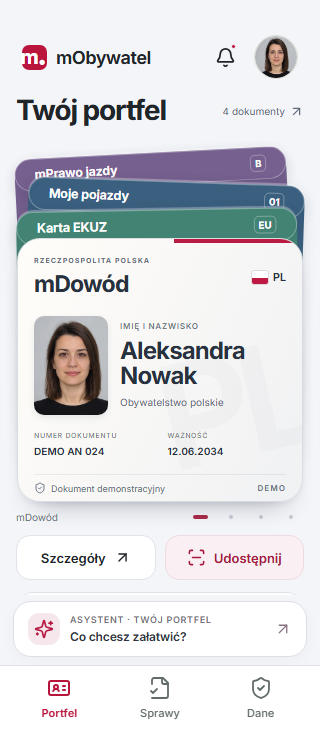 m. mObywatel
Twój portfel
4 dokumenty
mPrawo jazdy B
Moje pojazdy 01
Karta EKUZ EU
RZECZPOSPOLITA POLSKA
mDowód PL
IMIĘ I NAZWISKO
Aleksandra
Nowak
Obywatelstwo polskie
PL
NUMER DOKUMENTU WAŻNOŚĆ
DEMO AN 024 12.06.2034
Dokument demonstracyjny DEMO
mDowód
Szczegóły Udostępnij
ASYSTENT · TWÓJ PORTFEL
Co chcesz załatwić?
Portfel Sprawy Dane